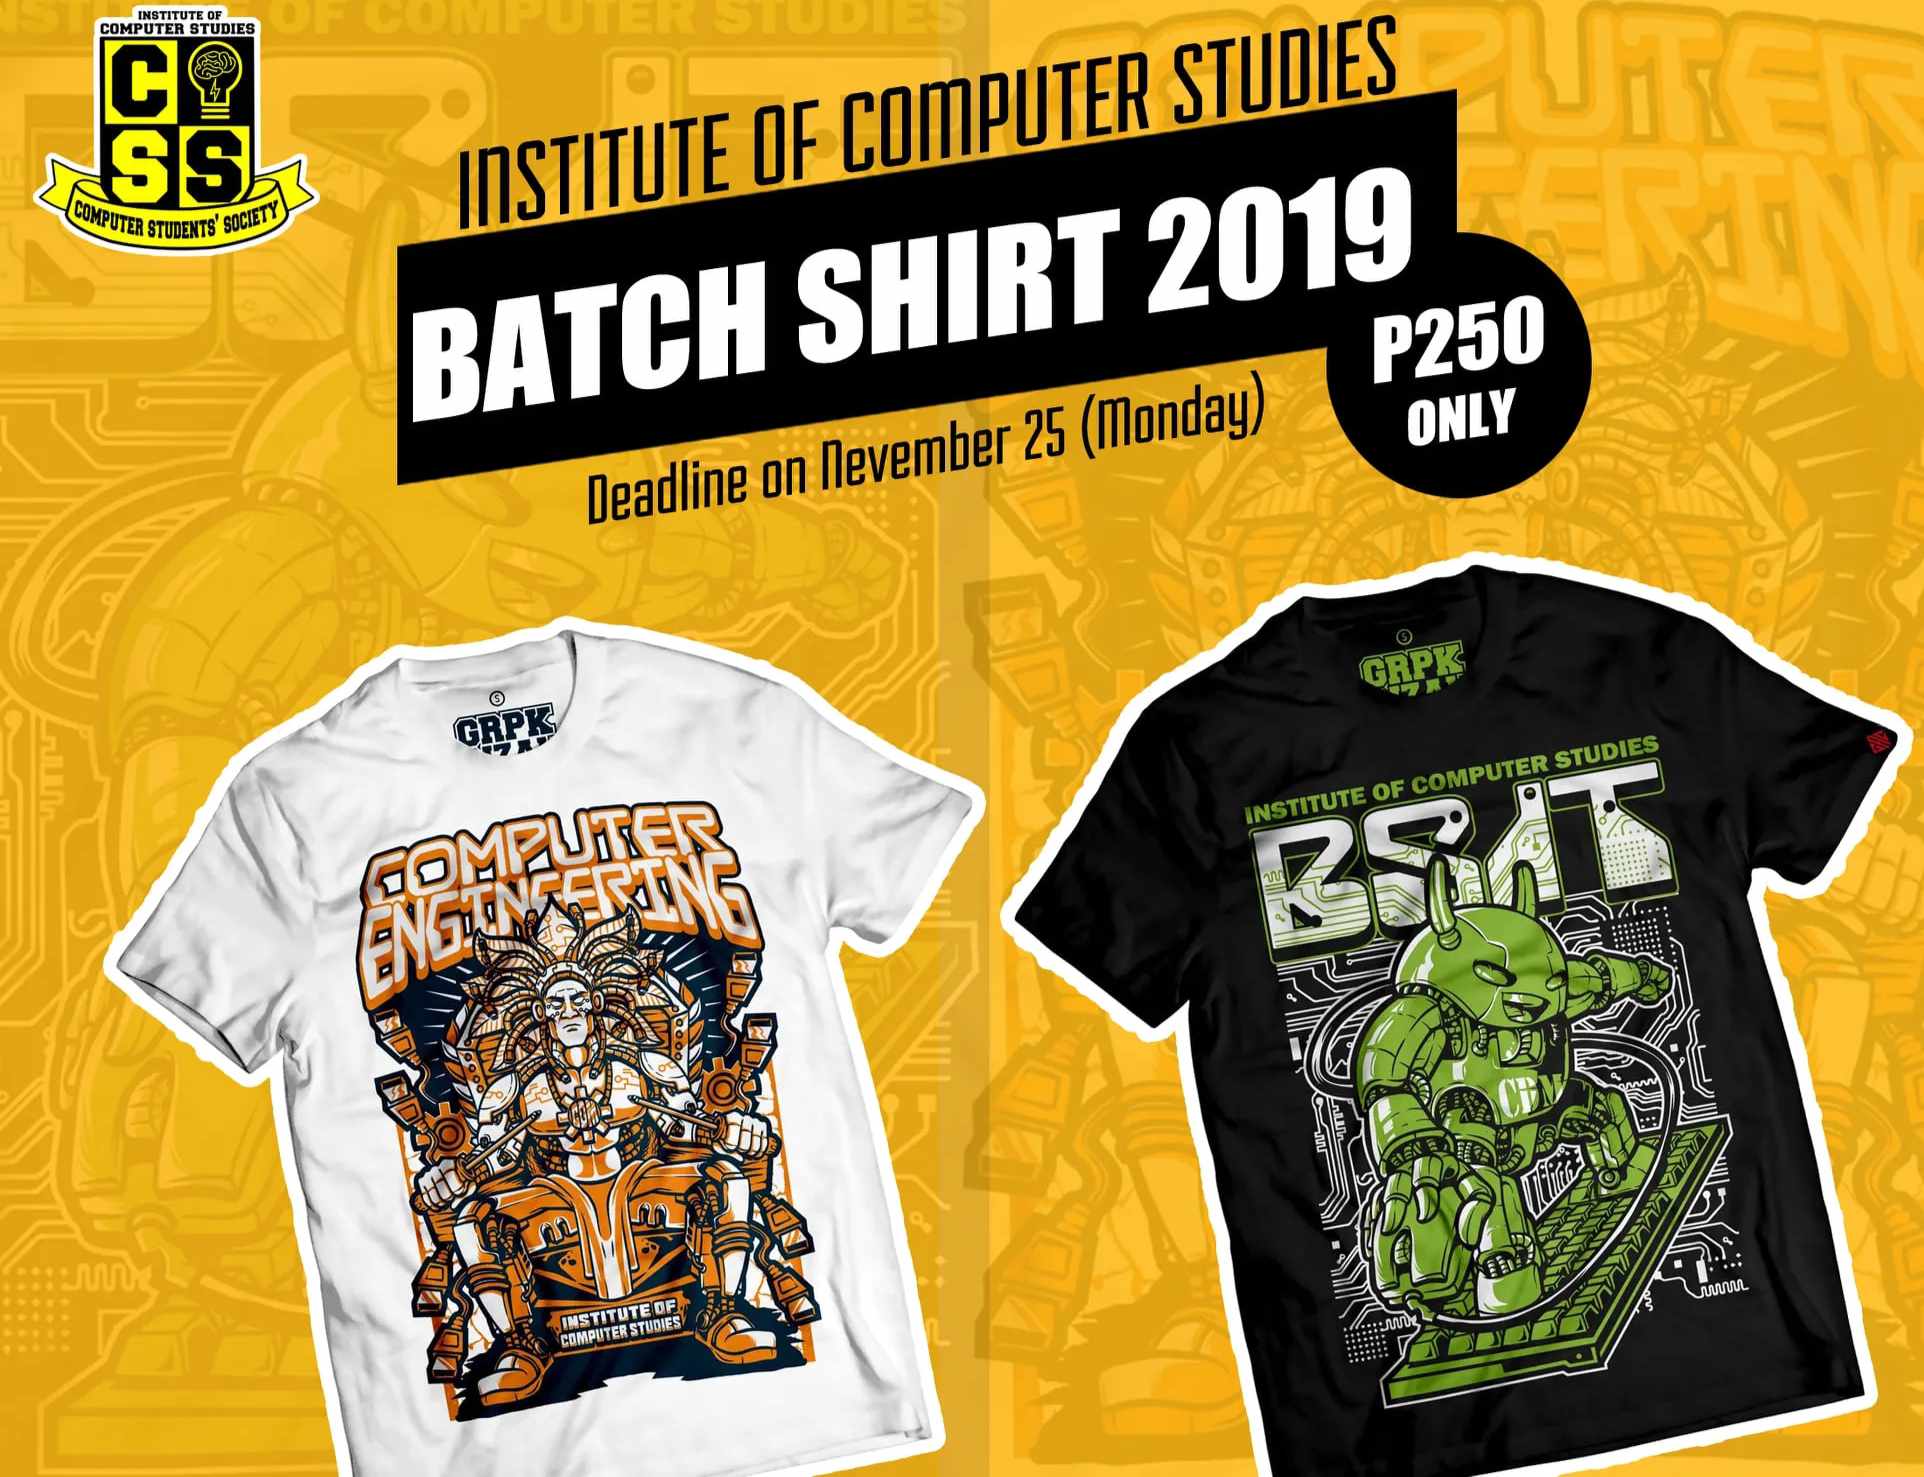 INSTITUTE OF
COMPUTER STUDIES
C
SS
COMPUTER STUDENTS' SOCIETY
INSTITUTE OF COMPUTER STUDIES
BATCH SHIRT 2019
P250
ONLY
Deadline on Nevember 25 (Monday)
S
GRPK
COMPUTER
ENGINEERING
INSTITUTE OF
COMPUTER STUDIES
S
GRPK
INSTITUTE OF COMPUTER STUDIES
BSIT